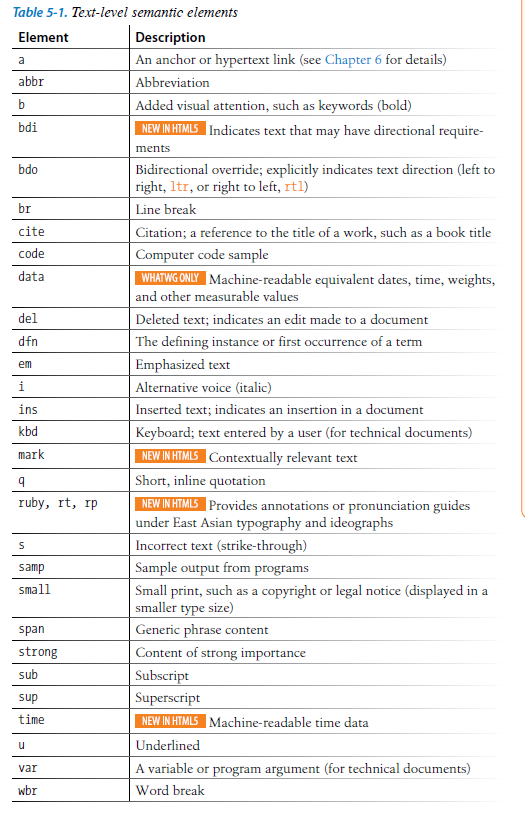 Table 5-1. Text-level semantic elements
Element Description
a An anchor or hypertext link (see Chapter 6 for details)
abbr Abbreviation
b Added visual attention, such as keywords (bold)
bdi NEW IN HTML5 Indicates text that may have directional require-
ments
bdo Bidirectional override; explicitly indicates text direction (left to
right, ltr, or right to left, rtl)
br Line break
cite Citation; a reference to the title of a work, such as a book title
code Computer code sample
data WHATWG ONLY Machine-readable equivalent dates, time, weights,
and other measurable values
del Deleted text; indicates an edit made to a document
dfn The defining instance or first occurrence of a term
em Emphasized text
i Alternative voice (italic)
ins Inserted text; indicates an insertion in a document
kbd Keyboard; text entered by a user (for technical documents)
mark NEW IN HTML5 Contextually relevant text
q Short, inline quotation
ruby, rt, rp NEW IN HTML5 Provides annotations or pronunciation guides
under East Asian typography and ideographs
s Incorrect text (strike-through)
samp Sample output from programs
small Small print, such as a copyright or legal notice (displayed in a
smaller type size)
span Generic phrase content
strong Content of strong importance
sub Subscript
sup Superscript
time NEW IN HTML5 Machine-readable time data
u Underlined
var A variable or program argument (for technical documents)
wbr Word break